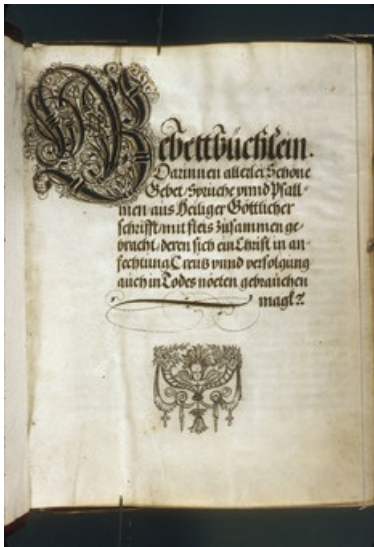 Gebettbüchlein.
Darinnen allerlei Schöne
Gebet, Sprüche vnnd Psall-
men aus Heiliger Göttlicher
schrifft, mit fleis zusamen ge-
bracht, deren sich ein Christ in an-
fechtung Creutz vnnd verfolgung
auch in Todes nöeten gebrauchen
magk